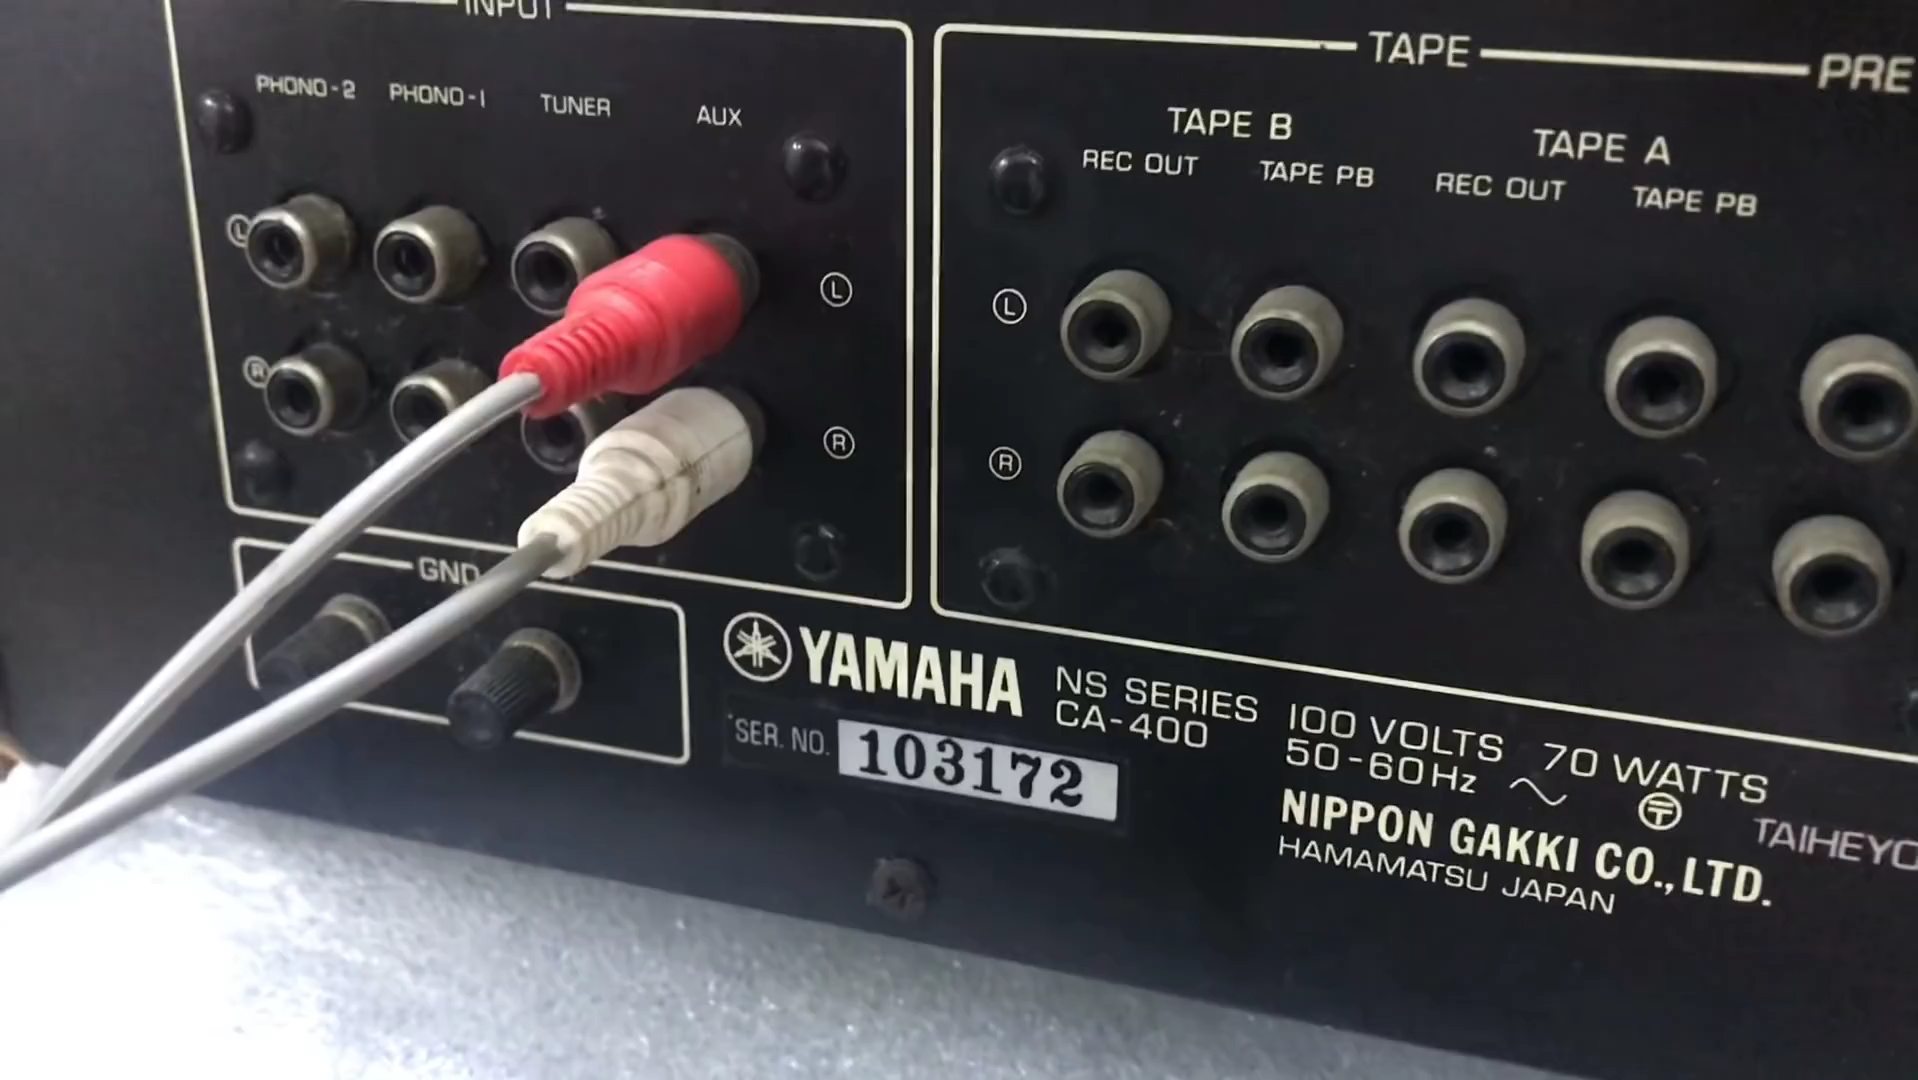 INPUT
PHONO-2 PHONO-1 TUNER AUX
L L
R R
GND
TAPE
PRE
TAPE B TAPE A
REC OUT TAPE PB REC OUT TAPE PB
L
R
YAMAHA NS SERIES 100 VOLTS 70 WATTS
CA-400 50-60Hz
SER. NO. 103172
NIPPON GAKKI CO., LTD.
HAMAMATSU JAPAN
〒
TAIHEYO